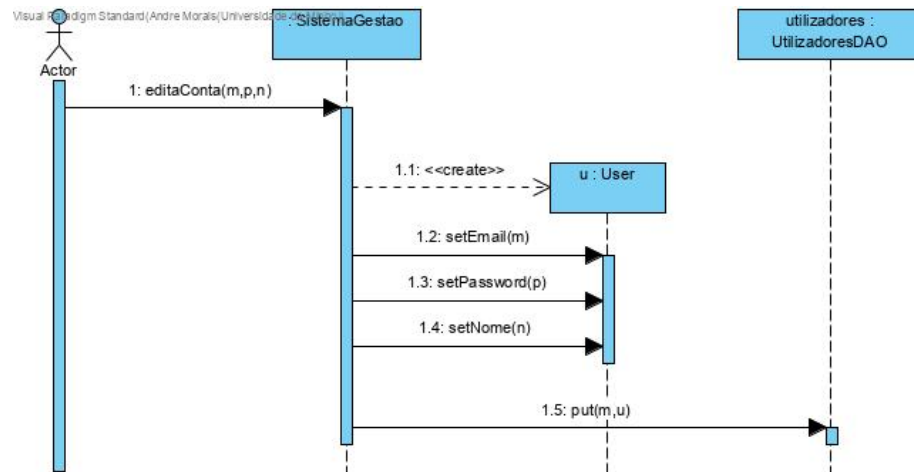 Visual Paradigm Standard(Andre Morais(Universidade do
: SistemaGestao
utilizadores :
UtilizadoresDAO
Actor
1: editaConta(m,p,n)
1.1: <<create>>
u : User
1.2: setEmail(m)
1.3: setPassword(p)
1.4: setNome(n)
1.5: put(m,u)